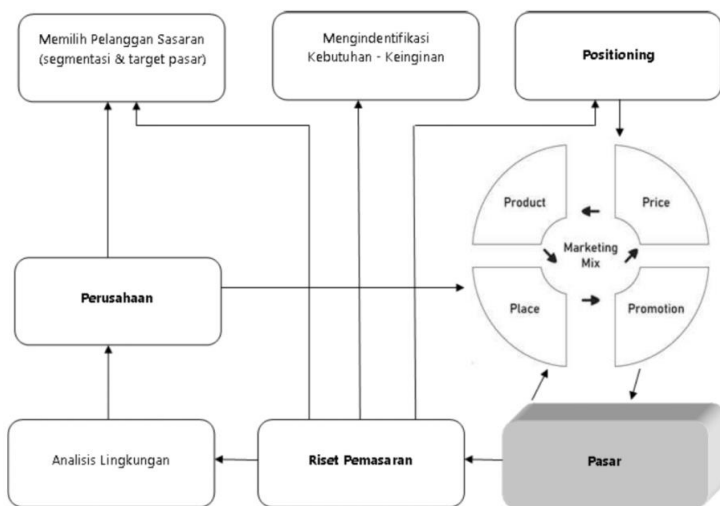 Memilih Pelanggan Sasaran
(segmentasi & target pasar)
Mengindentifikasi
Kebutuhan - Keinginan
Positioning
Product
Price
Marketing
Mix
Perusahaan
Place
Promotion
Analisis Lingkungan
Riset Pemasaran
Pasar